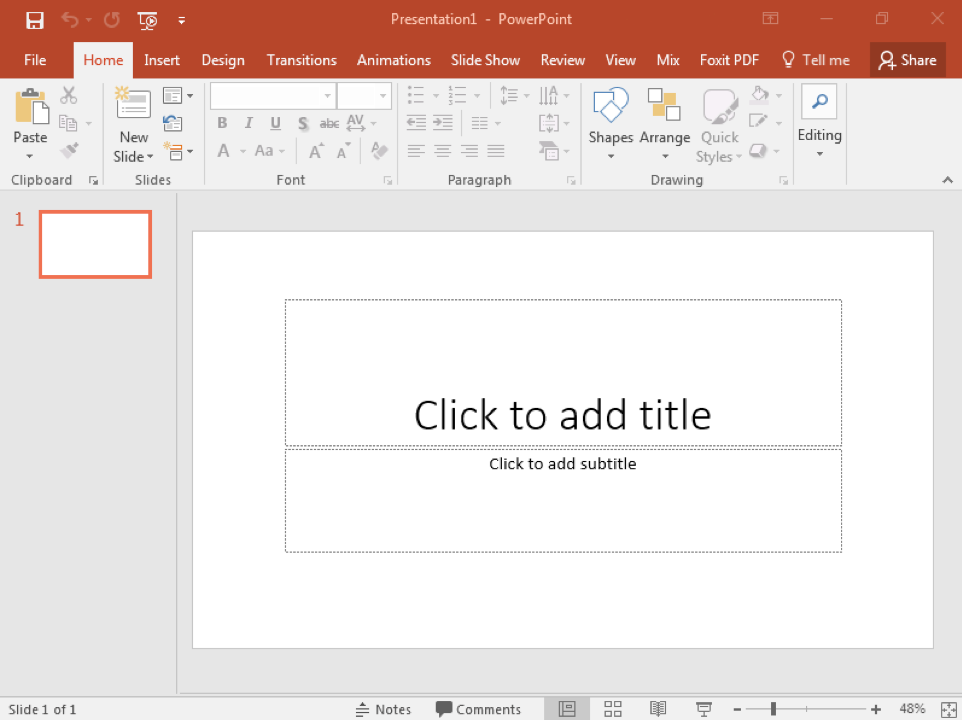 Presentation1 - PowerPoint
File Home Insert Design Transitions Animations Slide Show Review View Mix Foxit PDF Tell me Share
Paste New Slide B I U S abc AV A Aa A A Shapes Arrange Quick Styles Editing
Clipboard Slides Font Paragraph Drawing
1
Click to add title
Click to add subtitle
Slide 1 of 1 Notes Comments 48%